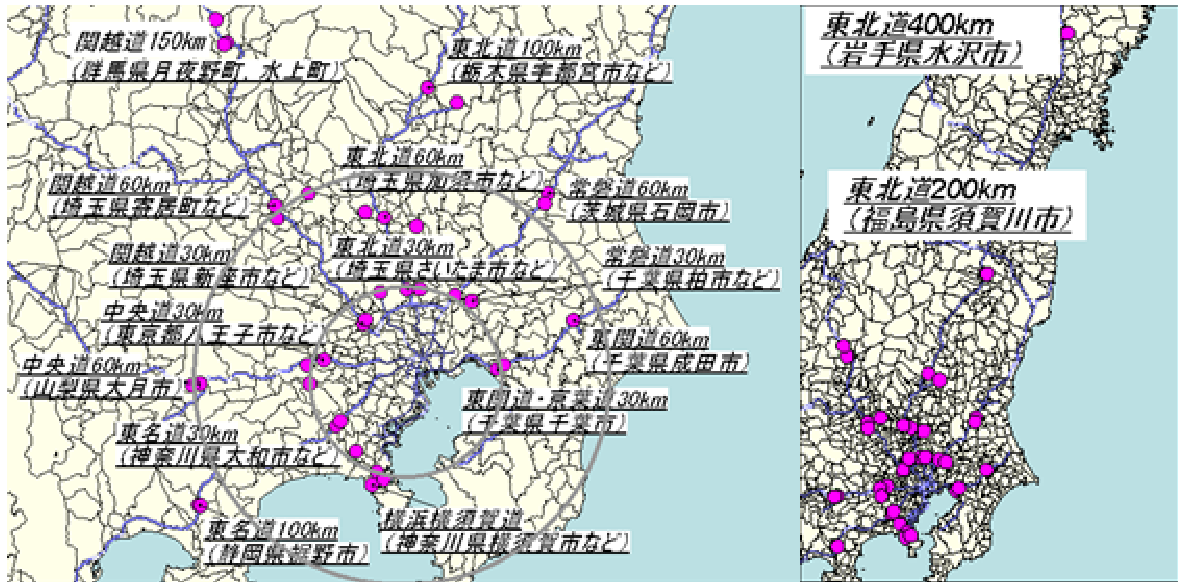 関越道150km
(群馬県月夜野町、水上町)
東北道100km
(栃木県宇都宮市など)
東北道60km
(埼玉県加須市など)
関越道60km
(埼玉県寄居町など)
常磐道60km
(茨城県石岡市)
東北道30km
(埼玉県さいたま市など)
関越道30km
(埼玉県新座市など)
常磐道30km
(千葉県柏市など)
中央道30km
(東京都八王子市など)
東関道60km
(千葉県成田市)
中央道60km
(山梨県大月市)
東関道・京葉道30km
(千葉県千葉市)
東名道30km
(神奈川県大和市など)
東名道100km
(静岡県裾野市)
横浜横須賀道
(神奈川県横須賀市など)
東北道400km
(岩手県水沢市)
東北道200km
(福島県須賀川市)